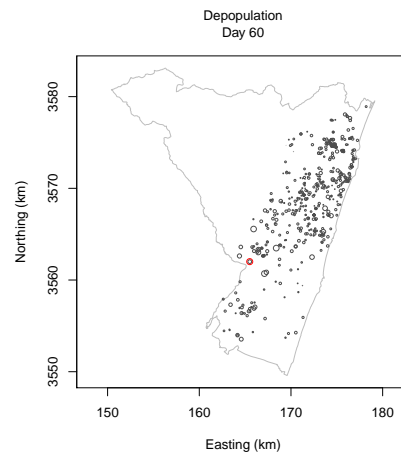 Depopulation
Day 60
3580
3570
3560
3550
Northing (km)
150 160 170 180
Easting (km)